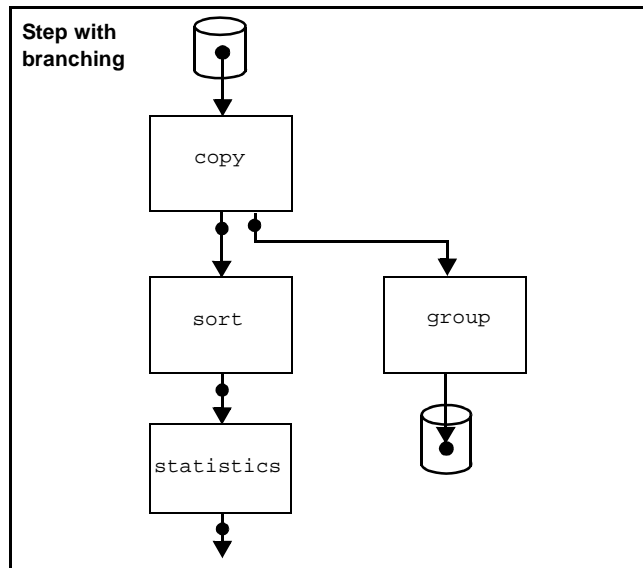 Step with
branching
copy
sort
group
statistics